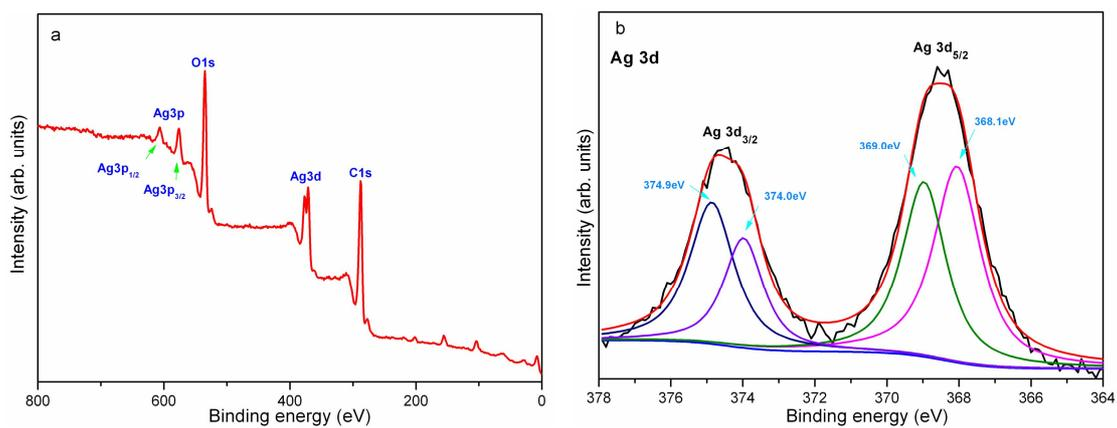 a
O1s
Ag3p
Ag3p1/2
Ag3p3/2
Ag3d
C1s
Intensity (arb. units)
800 600 400 200 0
Binding energy (eV)
b
Ag 3d
Ag 3d5/2
368.1eV
369.0eV
Ag 3d3/2
374.9eV
374.0eV
Intensity (arb. units)
378 376 374 372 370 368 366 364
Binding energy (eV)